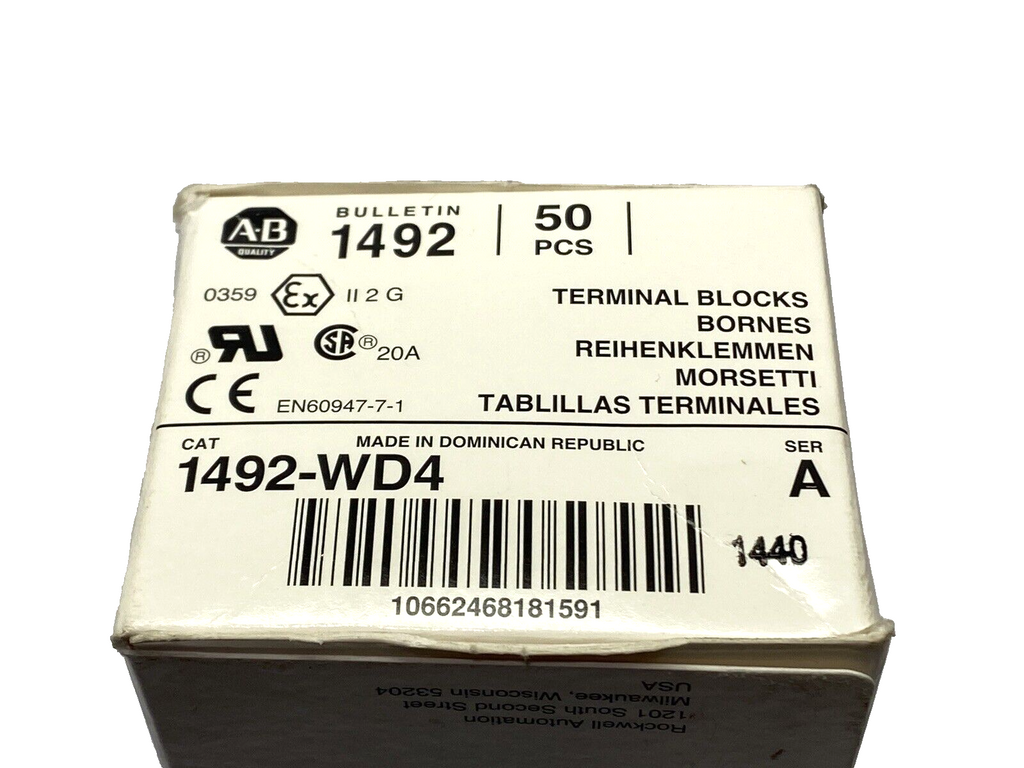 A-B
QUALITY
BULLETIN
1492
50
PCS
0359 Ex II 2 G
® UR SA ® 20A
CE EN60947-7-1
TERMINAL BLOCKS
BORNES
REIHENKLEMMEN
MORSETTI
TABLILLAS TERMINALES
CAT
MADE IN DOMINICAN REPUBLIC
SER
1492-WD4
A
1440
10662468181591
Rockwell Automation
1201 South Second Street
Milwaukee, Wisconsin 53204
USA